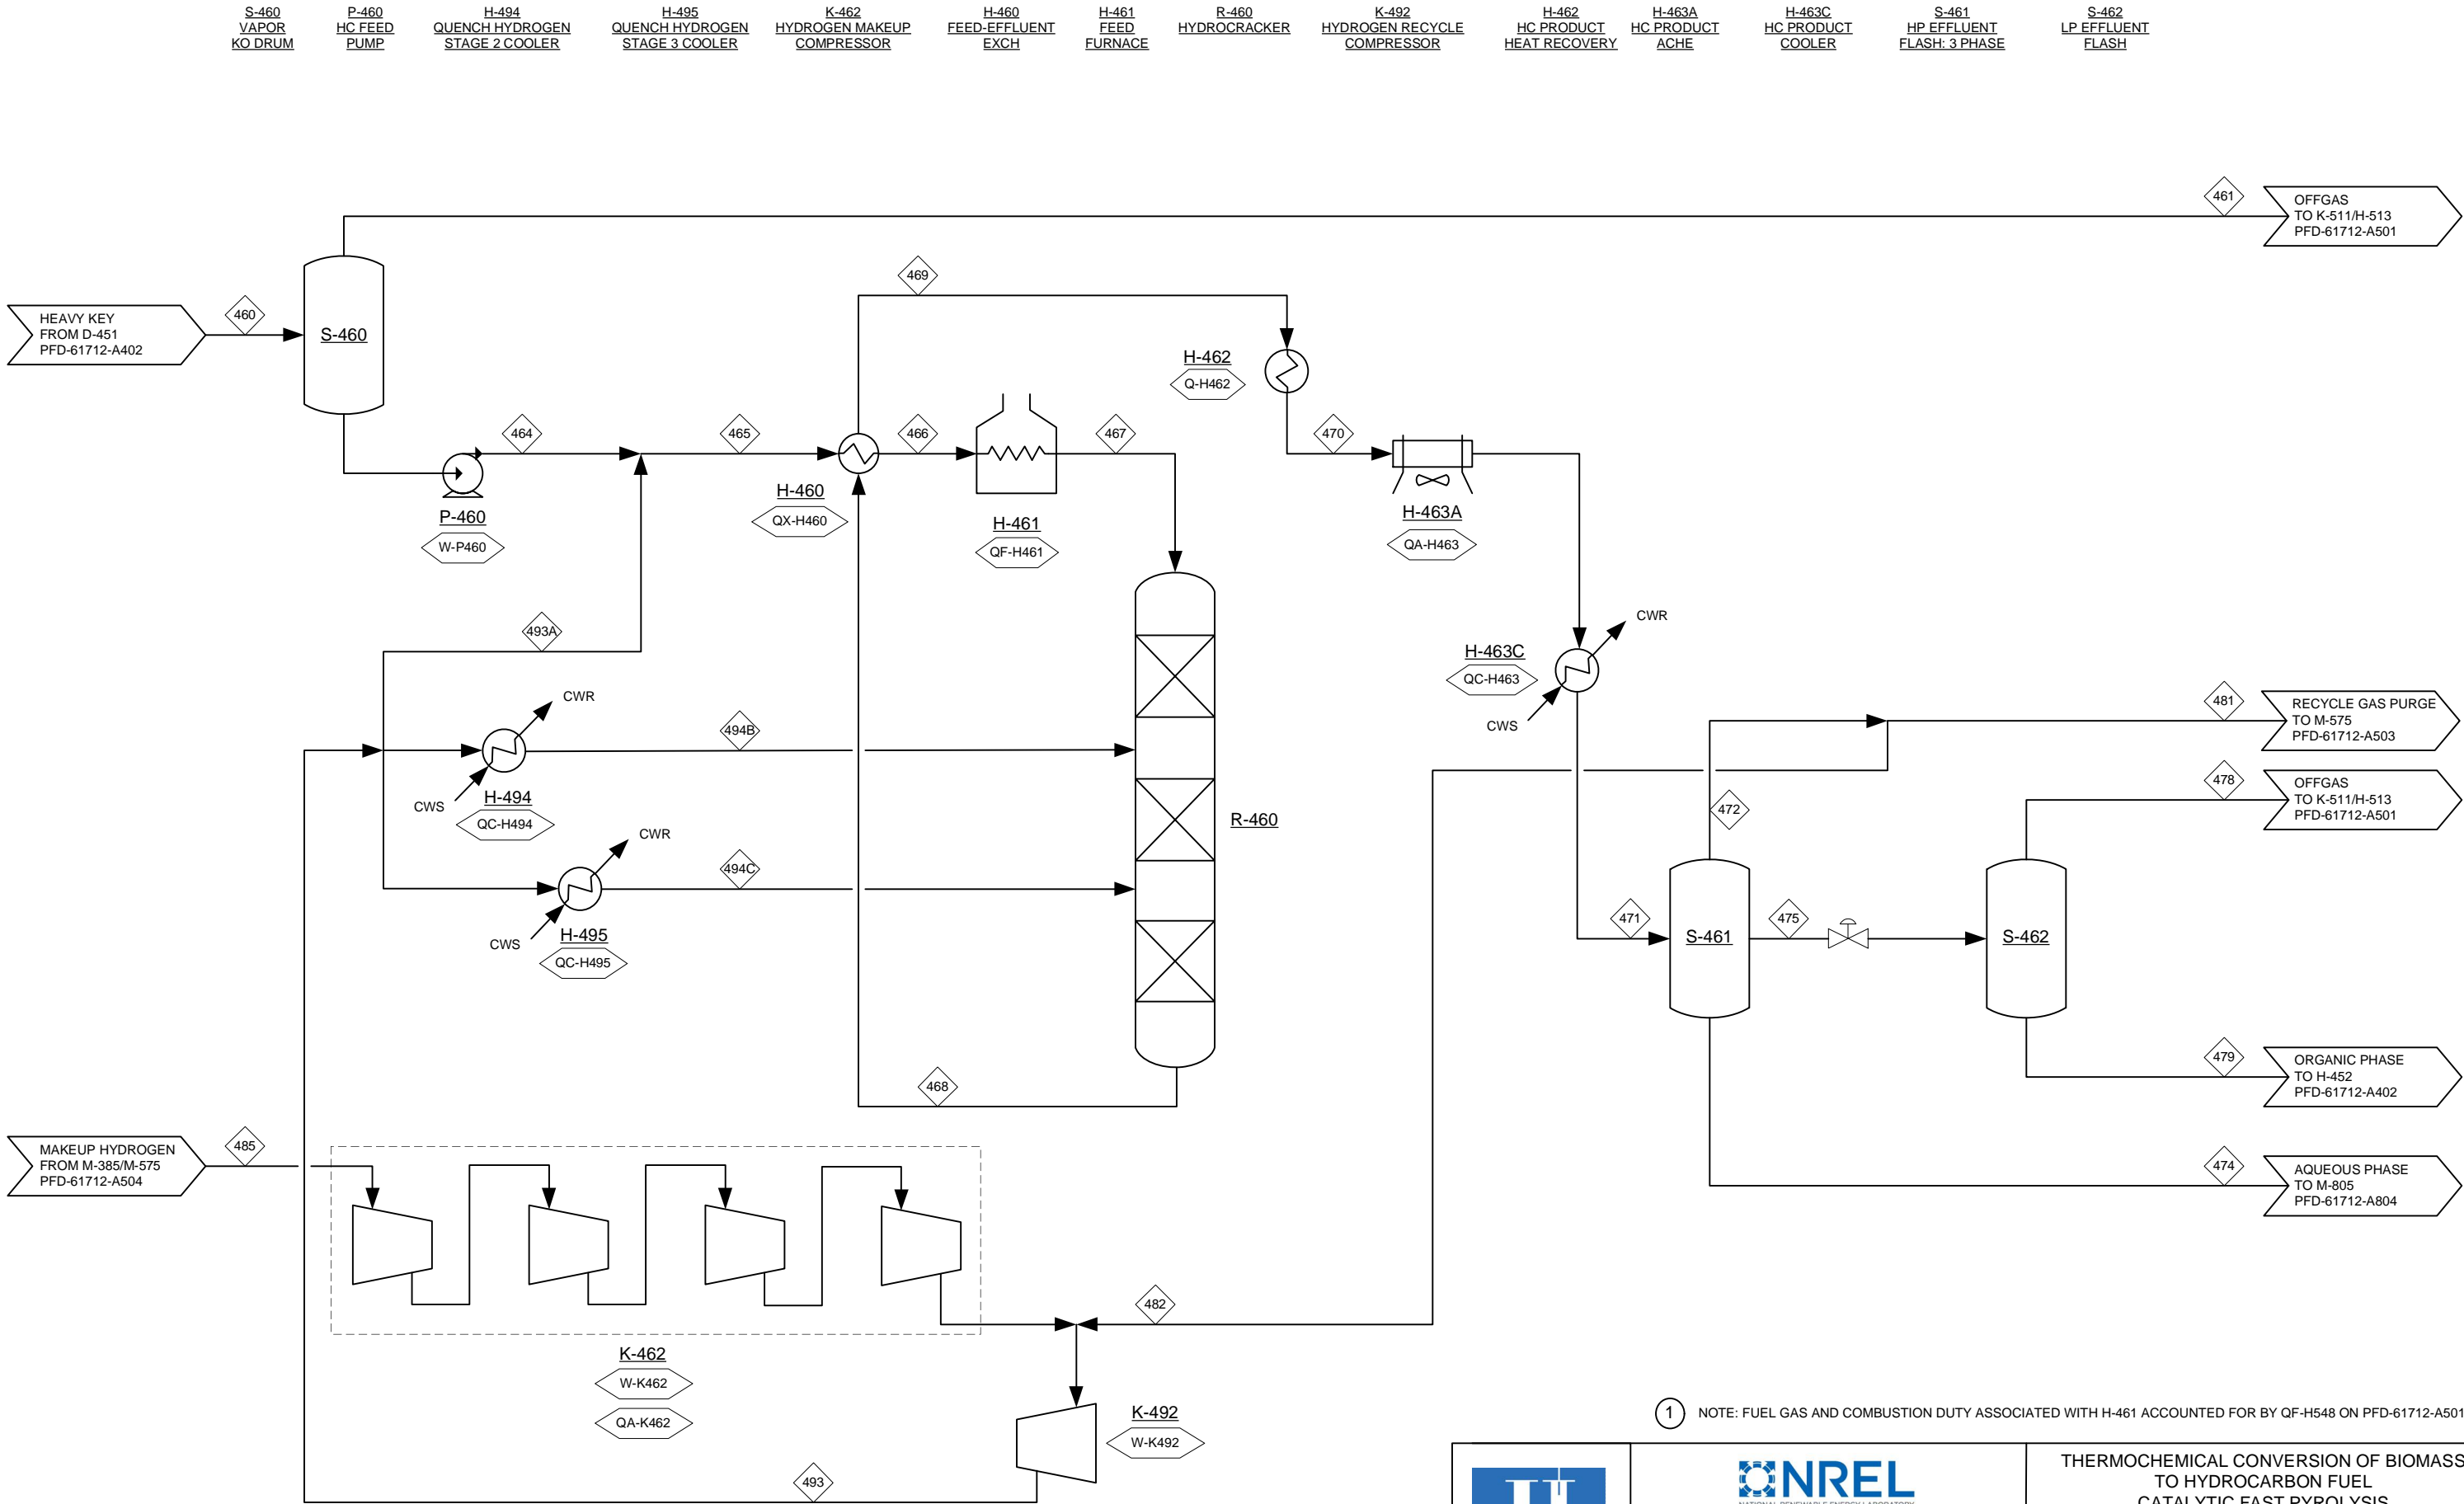 S-460
VAPOR
KO DRUM
P-460
HC FEED
PUMP
H-494
QUENCH HYDROGEN
STAGE 2 COOLER
H-495
QUENCH HYDROGEN
STAGE 3 COOLER
K-462
HYDROGEN MAKEUP
COMPRESSOR
H-460
FEED-EFFLUENT
EXCH
H-461
FEED
FURNACE
R-460
HYDROCRACKER
K-492
HYDROGEN RECYCLE
COMPRESSOR
H-462
HC PRODUCT
HEAT RECOVERY
H-463A
HC PRODUCT
ACHE
H-463C
HC PRODUCT
COOLER
S-461
HP EFFLUENT
FLASH: 3 PHASE
S-462
LP EFFLUENT
FLASH
461
OFFGAS
TO K-511/H-513
PFD-61712-A501
469
HEAVY KEY
FROM D-451
PFD-61712-A402
460
S-460
H-462
Q-H462
464
465
466
467
470
P-460
W-P460
H-460
QX-H460
H-461
QF-H461
H-463A
QA-H463
493A
CWR
H-463C
QC-H463
CWS
CWR
494B
CWS
H-494
QC-H494
481
RECYCLE GAS PURGE
TO M-575
PFD-61712-A503
472
478
OFFGAS
TO K-511/H-513
PFD-61712-A501
R-460
CWR
494C
CWS
H-495
QC-H495
471
S-461
475
S-462
468
479
ORGANIC PHASE
TO H-452
PFD-61712-A402
MAKEUP HYDROGEN
FROM M-385/M-575
PFD-61712-A504
485
474
AQUEOUS PHASE
TO M-805
PFD-61712-A804
482
K-462
W-K462
QA-K462
K-492
W-K492
493
1 NOTE: FUEL GAS AND COMBUSTION DUTY ASSOCIATED WITH H-461 ACCOUNTED FOR BY QF-H548 ON PFD-61712-A501
NREL
NATIONAL RENEWABLE ENERGY LABORATORY
THERMOCHEMICAL CONVERSION OF BIOMASS
TO HYDROCARBON FUEL
CATALYTIC FAST PYROLYSIS